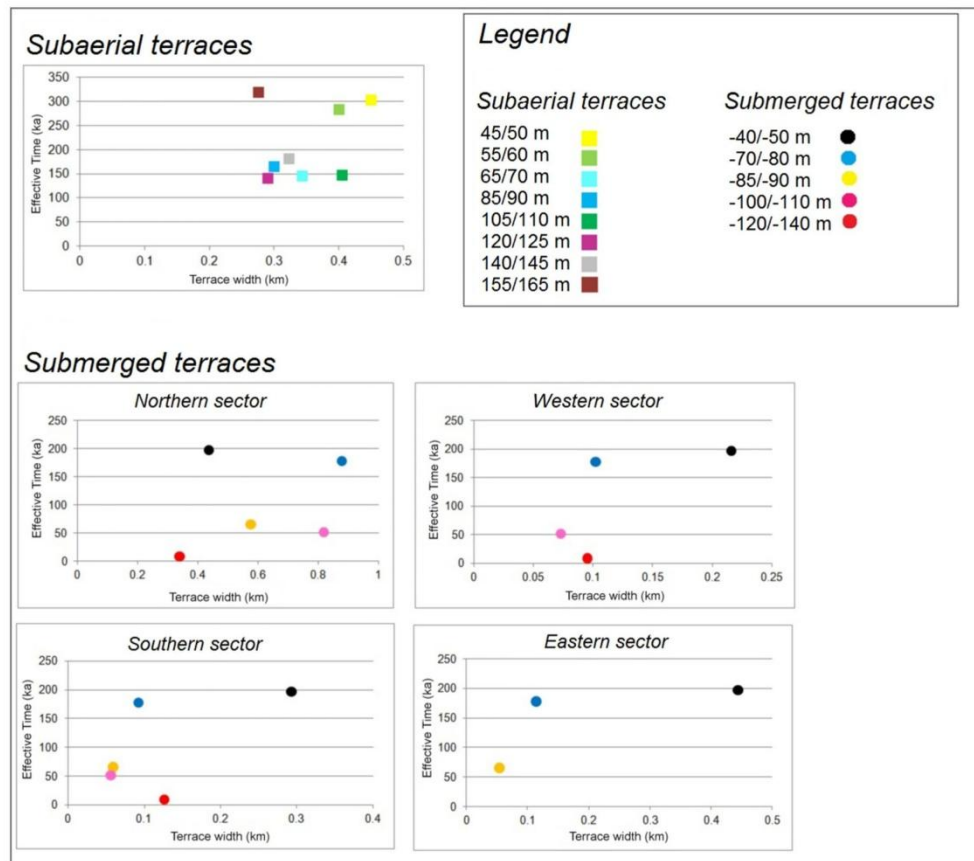 Subaerial terraces
Effective Time (ka)
350
300
250
200
150
100
50
0
0 0.1 0.2 0.3 0.4 0.5
Terrace width (km)
Legend
Subaerial terraces
45/50 m
55/60 m
65/70 m
85/90 m
105/110 m
120/125 m
140/145 m
155/165 m
Submerged terraces
-40/-50 m
-70/-80 m
-85/-90 m
-100/-110 m
-120/-140 m
Submerged terraces
Northern sector
Effective Time (ka)
250
200
150
100
50
0
0 0.2 0.4 0.6 0.8 1
Terrace width (km)
Western sector
Effective Time (ka)
250
200
150
100
50
0
0 0.05 0.1 0.15 0.2 0.25
Terrace width (km)
Southern sector
Effective Time (ka)
250
200
150
100
50
0
0 0.1 0.2 0.3 0.4
Terrace width (km)
Eastern sector
Effective Time (ka)
250
200
150
100
50
0
0 0.1 0.2 0.3 0.4 0.5
Terrace width (km)